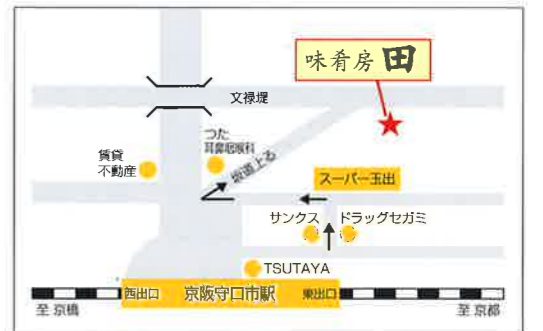 味肴房 田
文禄堤
つた
耳鼻咽喉科
坂道上る
賃貸
不動産
スーパー玉出
サンクス
ドラッグセガミ
TSUTAYA
西出口
京阪守口市駅
東出口
至 京橋
至 京都